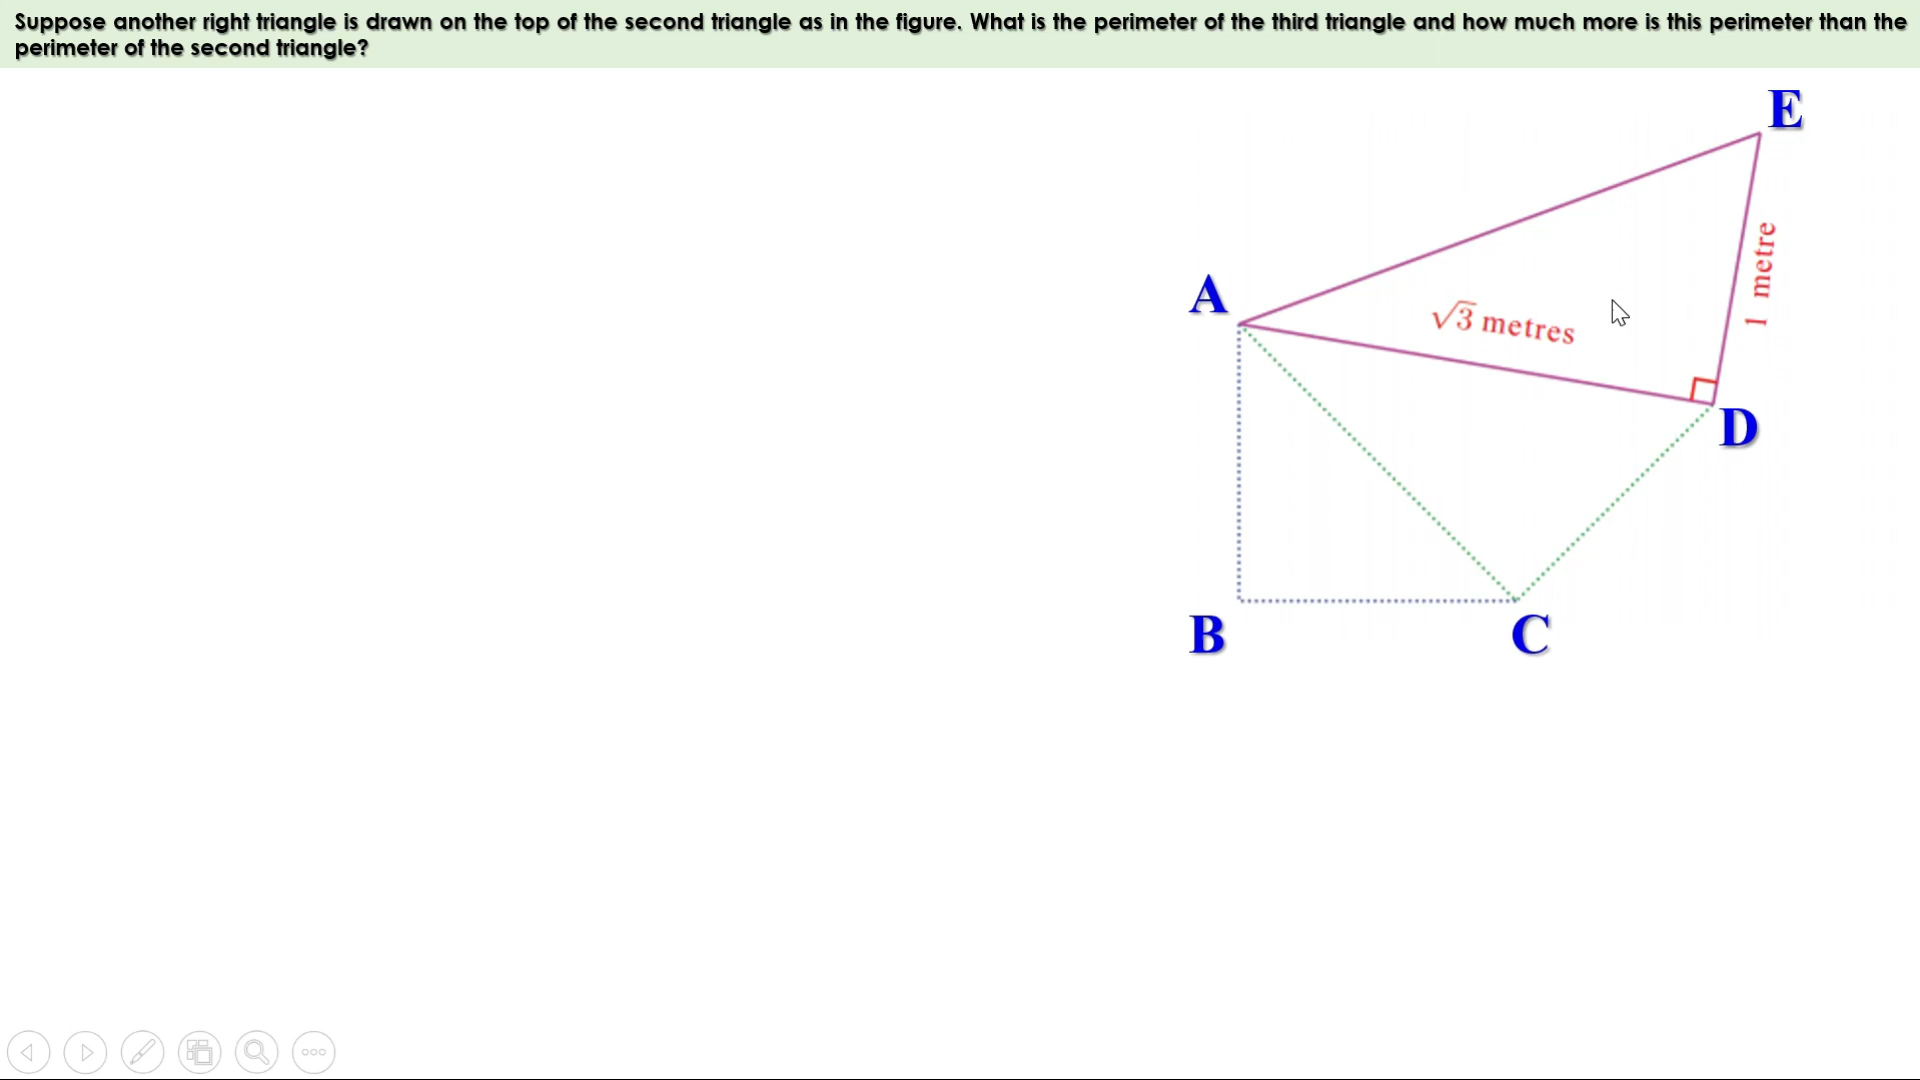 Suppose another right triangle is drawn on the top of the second triangle as in the figure. What is the perimeter of the third triangle and how much more is this perimeter than the
perimeter of the second triangle?
E
1 metre
A
√3 metres
D
B
C